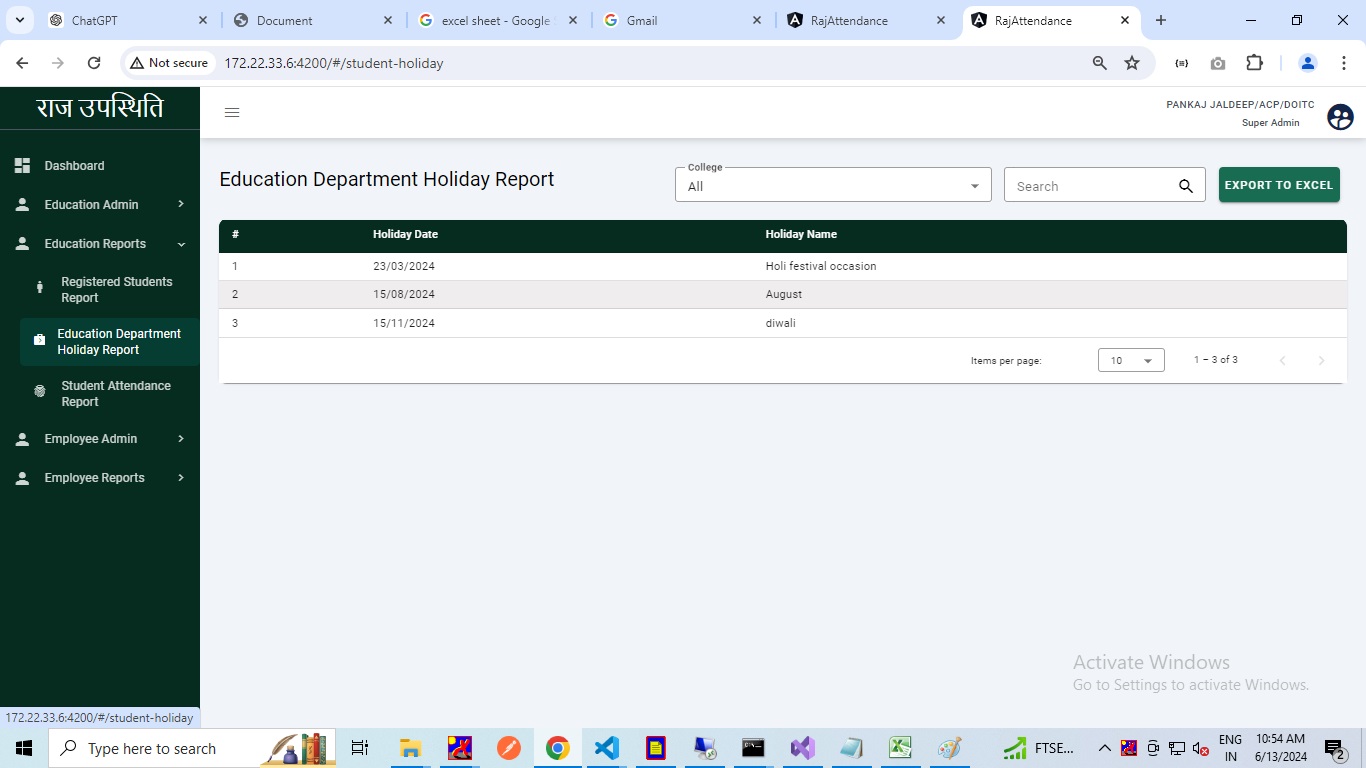 ChatGPT
Document
excel sheet - Google
Gmail
RajAttendance
RajAttendance
Not secure
172.22.33.6:4200/#/student-holiday
राज उपस्थिति
PANKAJ JALDEEP/ACP/DOITC
Super Admin
Dashboard
Education Admin
Education Reports
Registered Students
Report
Education Department
Holiday Report
Student Attendance
Report
Employee Admin
Employee Reports
Education Department Holiday Report
College
All
Search
EXPORT TO EXCEL
# Holiday Date Holiday Name
1 23/03/2024 Holi festival occasion
2 15/08/2024 August
3 15/11/2024 diwali
Items per page: 10 1 – 3 of 3
Activate Windows
Go to Settings to activate Windows.
172.22.33.6:4200/#/student-holiday
Type here to search
FTSE...
ENG
IN
10:54 AM
6/13/2024
2